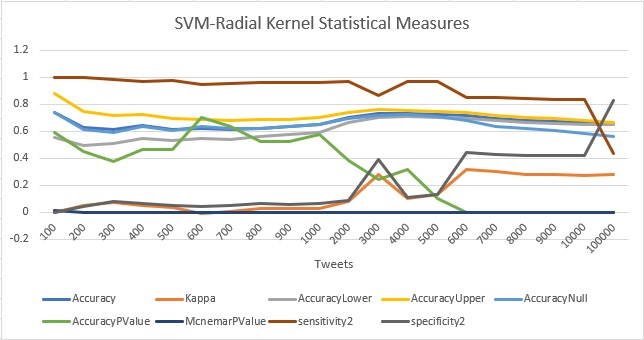 SVM-Radial Kernel Statistical Measures
1.2
1
0.8
0.6
0.4
0.2
0
-0.2
100 200 300 400 500 600 700 800 900 1000 2000 3000 4000 5000 6000 7000 8000 9000 10000 100000
Tweets
Accuracy Kappa AccuracyLower AccuracyUpper AccuracyNull
AccuracyPValue McnemarPValue sensitivity2 specificity2